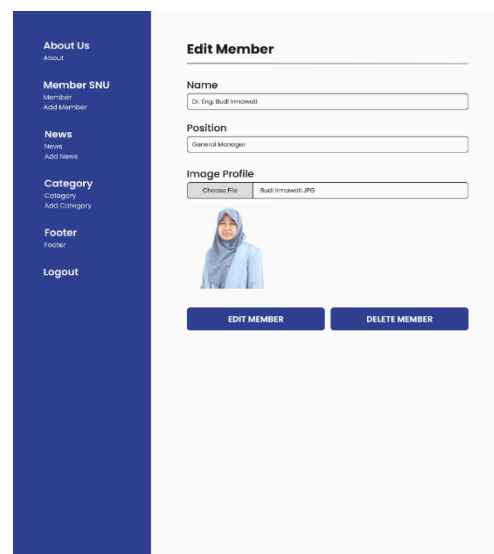 About Us
About
Member SNU
Member
Add Member
News
News
Add News
Category
Category
Add Category
Footer
Footer
Logout
Edit Member
Name
Dr. Eng. Budi Irmawati
Position
General Manager
Image Profile
Choose File Budi Irmawati.JPG
EDIT MEMBER DELETE MEMBER